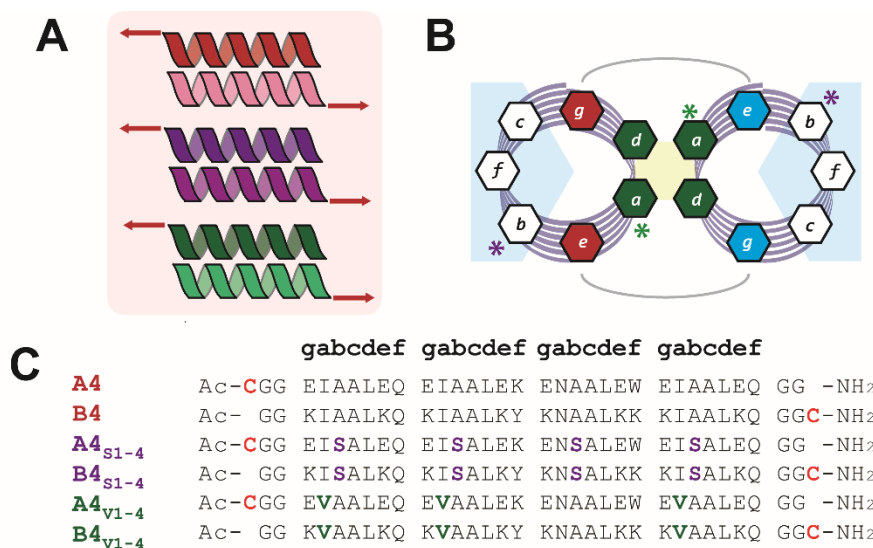 A
B
g e
c d * a b *
f f
b a d c
* e * g
C
gabcdef gabcdef gabcdef gabcdef
A4 Ac-CGG EIAALEQ EIAALEK ENAALEW EIAALEQ GG -NH2
B4 Ac- GG KIAALKQ KIAALKY KNAALKK KIAALKQ GGC-NH2
A4S1-4 Ac-CGG EISALEQ EISALEK ENSALEW EISALEQ GG -NH2
B4S1-4 Ac- GG KISALKQ KISALKY KNSALKK KISALKQ GGC-NH2
A4V1-4 Ac-CGG EVAALEQ EVAALEK ENAALEW EVAALEQ GG -NH2
B4V1-4 Ac- GG KVAALKQ KVAALKY KNAALKK KVAALKQ GGC-NH2